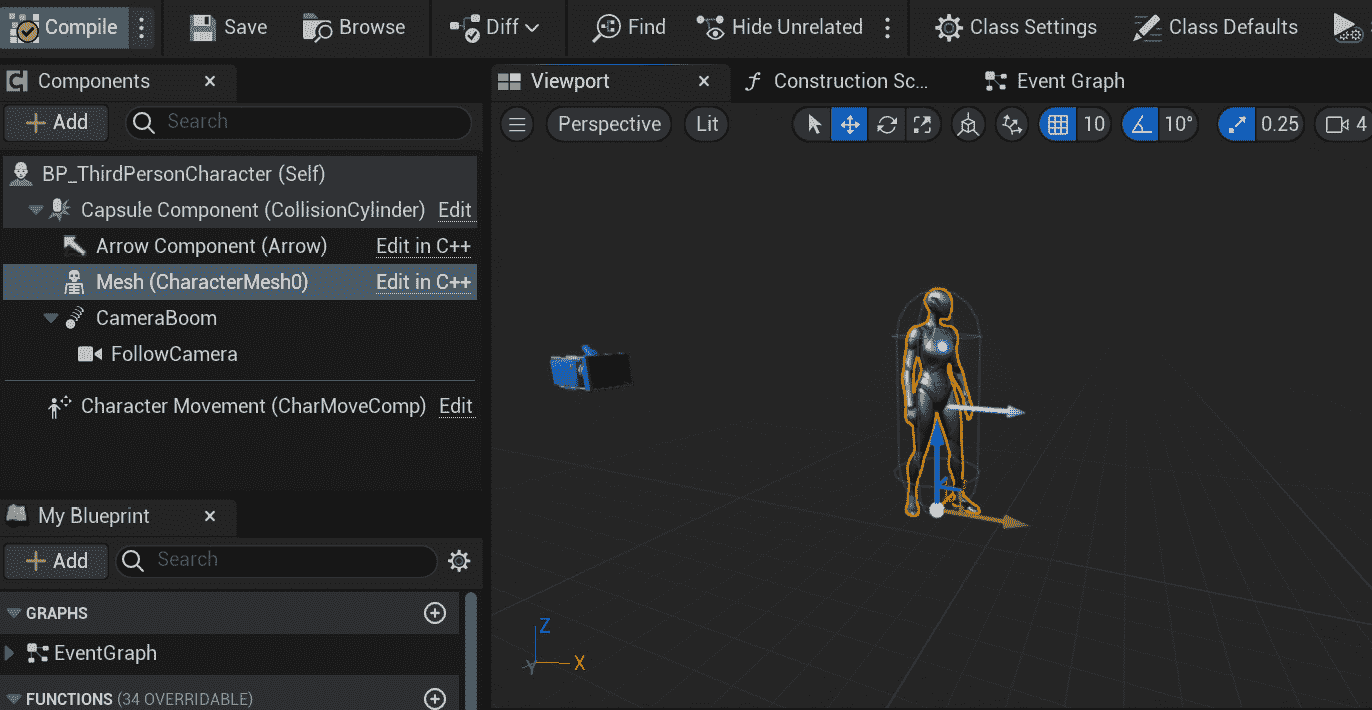 Compile Save Browse Diff Find Hide Unrelated Class Settings Class Defaults
Components
Add Search
BP_ThirdPersonCharacter (Self)
Capsule Component (CollisionCylinder) Edit
Arrow Component (Arrow) Edit in C++
Mesh (CharacterMesh0) Edit in C++
CameraBoom
FollowCamera
Character Movement (CharMoveComp) Edit
My Blueprint
Add Search
GRAPHS
EventGraph
FUNCTIONS (34 OVERRIDABLE)
Viewport Construction Sc... Event Graph
Perspective Lit 10 10° 0.25 4
Z
Y X